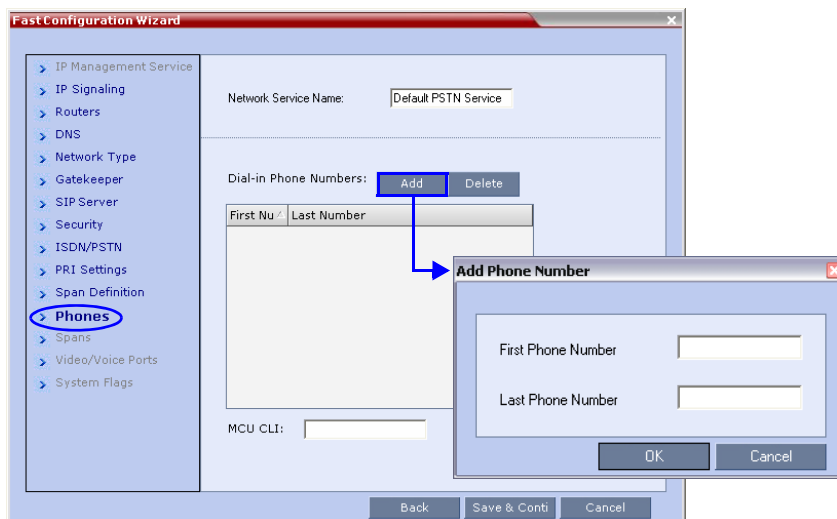 Fast Configuration Wizard
IP Management Service
IP Signaling
Routers
DNS
Network Type
Gatekeeper
SIP Server
Security
ISDN/PSTN
PRI Settings
Span Definition
Phones
Spans
Video/Voice Ports
System Flags
Network Service Name: Default PSTN Service
Dial-in Phone Numbers: Add Delete
First Nu Last Number
MCU CLI:
Back Save & Conti Cancel
Add Phone Number
First Phone Number
Last Phone Number
OK Cancel